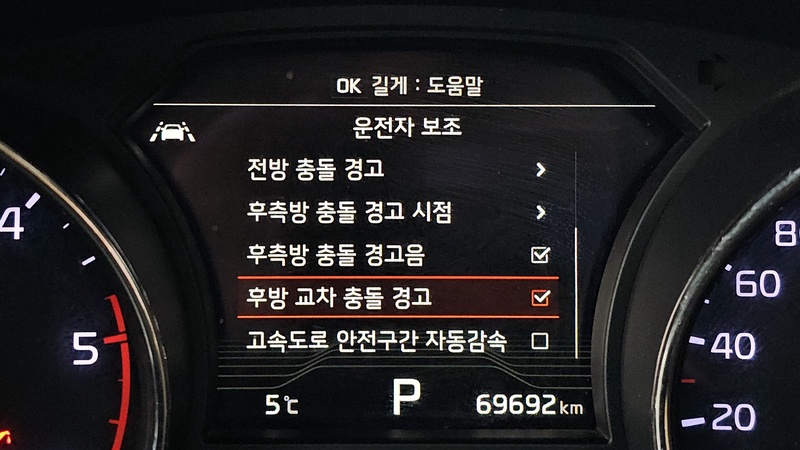 OK 길게 : 도움말
운전자 보조
전방 충돌 경고
후측방 충돌 경고 시점
후측방 충돌 경고음
후방 교차 충돌 경고
고속도로 안전구간 자동감속
5℃ P 69692 km
4
5
80
60
40
20